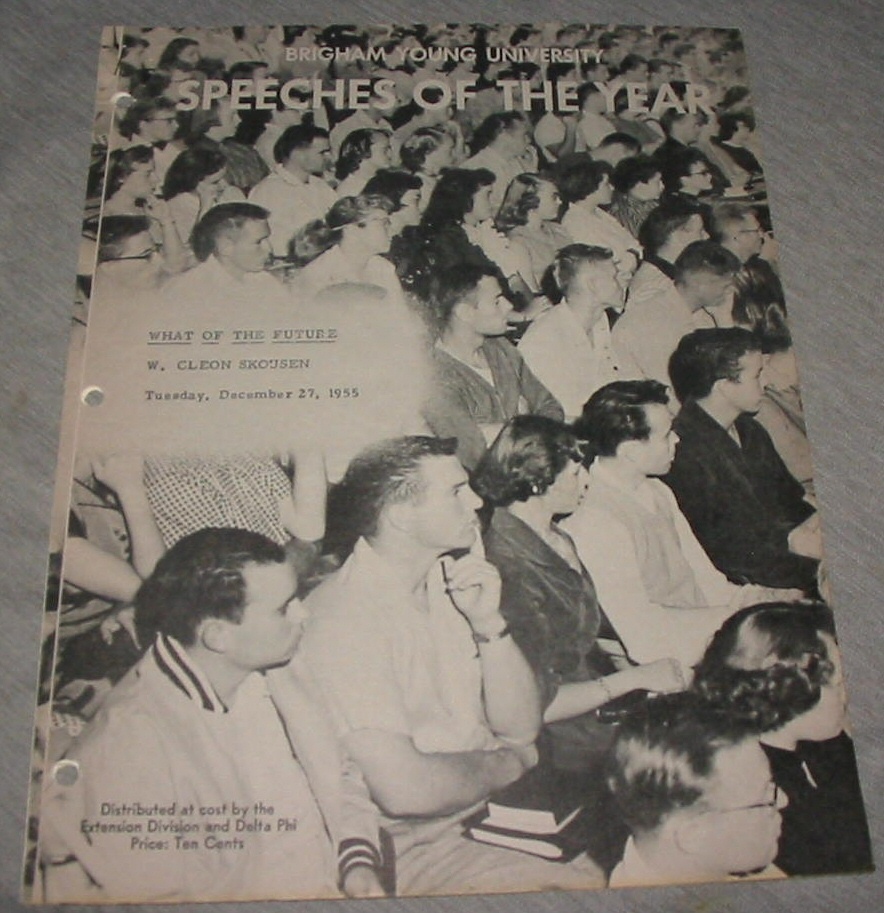 BRIGHAM YOUNG UNIVERSITY
SPEECHES OF THE YEAR
WHAT OF THE FUTURE
W. CLEON SKOUSEN
Tuesday, December 27, 1955
Distributed at cost by the
Extension Division and Delta Phi
Price: Ten Cents